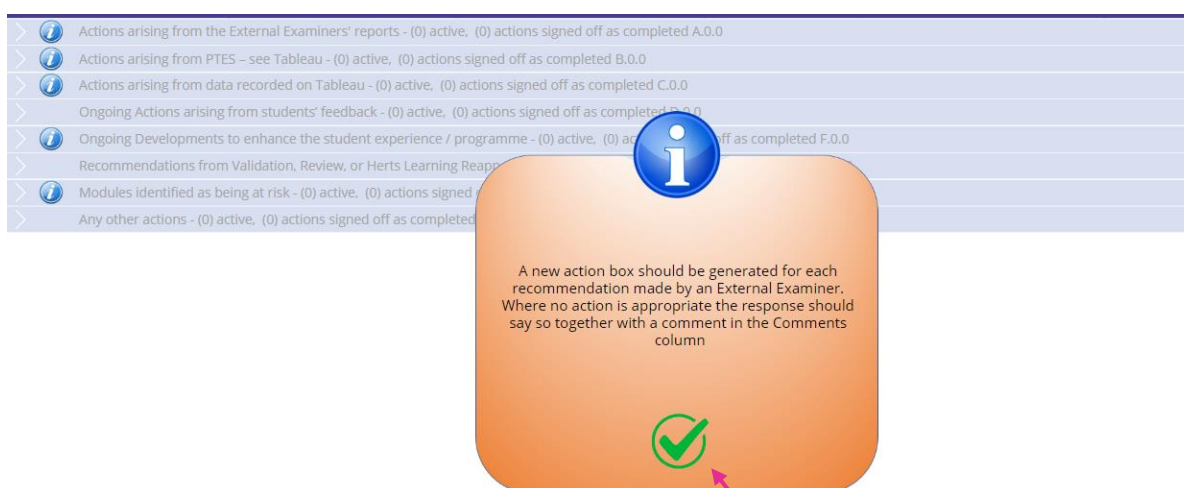 Actions arising from the External Examiners' reports - (0) active, (0) actions signed off as completed A.0.0
Actions arising from PTES – see Tableau - (0) active, (0) actions signed off as completed B.0.0
Actions arising from data recorded on Tableau - (0) active, (0) actions signed off as completed C.0.0
Ongoing Actions arising from students' feedback - (0) active, (0) actions signed off as completed D.0.0
Ongoing Developments to enhance the student experience / programme - (0) active, (0) off as completed F.0.0
Recommendations from Validation, Review, or Herts Learning
Modules identified as being at risk - (0) active, (0) actions signed
Any other actions - (0) active, (0) actions signed off as completed
A new action box should be generated for each
recommendation made by an External Examiner.
Where no action is appropriate the response should
say so together with a comment in the Comments
column